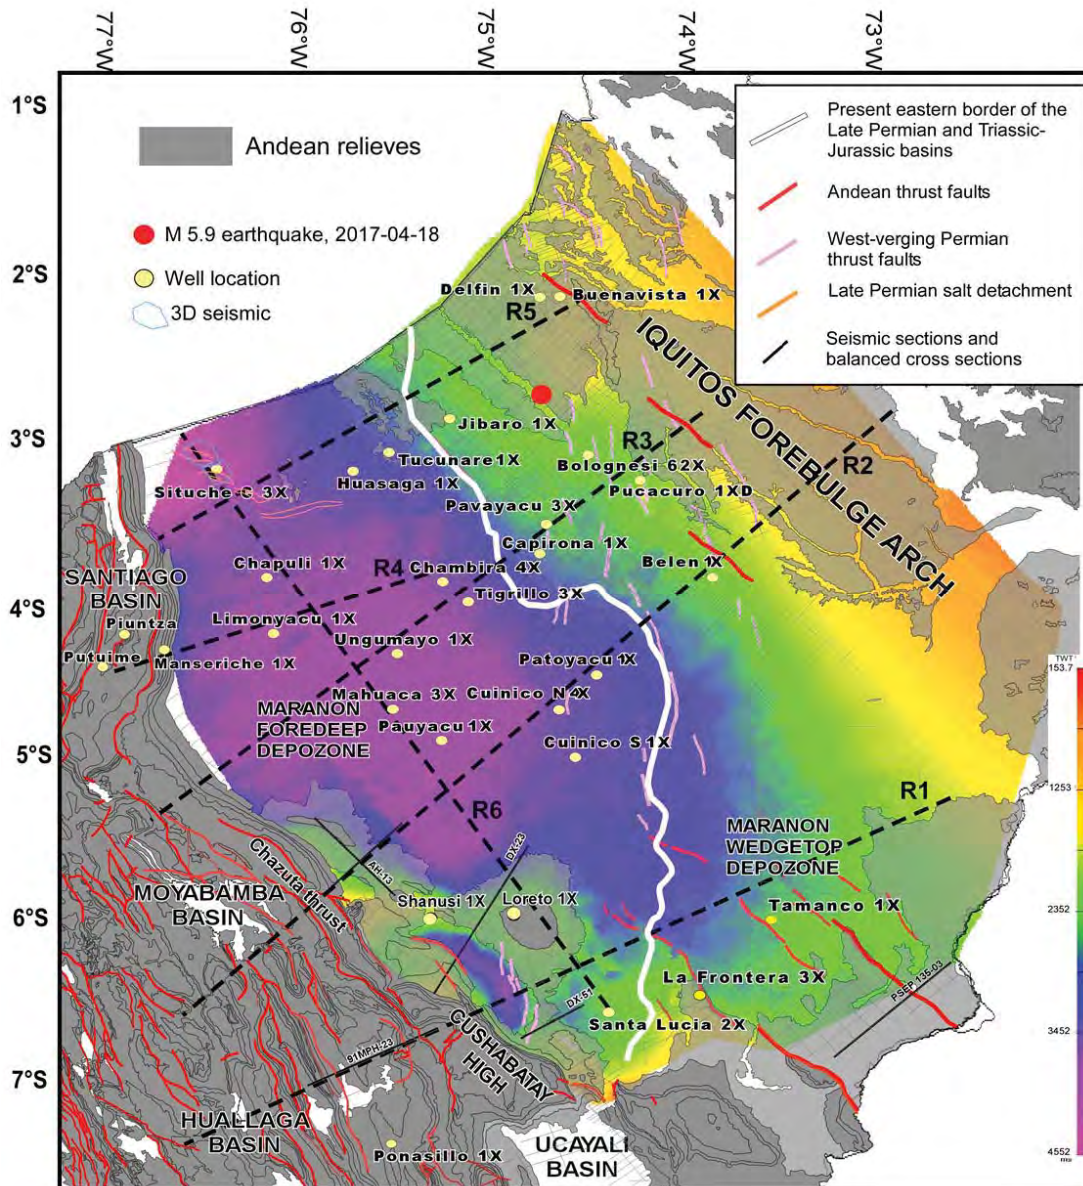 77°W
76°W
75°W
74°W
73°W
1°S
2°S
3°S
4°S
5°S
6°S
7°S
Andean relieves
M 5.9 earthquake, 2017-04-18
Well location
3D seismic
Present eastern border of the
Late Permian and Triassic-
Jurassic basins
Andean thrust faults
West-verging Permian
thrust faults
Late Permian salt detachment
Seismic sections and
balanced cross sections
Delfin 1X
Buenavista 1X
R5
IQUITOS FOREBULGE ARCH
Jibaro 1X
R3
R2
Tucunare 1X
Bolognesi 62X
Situche C 3X
Huasaga 1X
Pucacuro 1XD
Pavayacu 3X
Capirona 1X
Chapuli 1X
R4
Chambira 4X
Belen 1X
SANTIAGO
BASIN
Tigrillo 3X
Piuntza
Limonyacu 1X
Ungumayo 1X
Putuime
Manseriche 1X
Patoyacu 1X
Mahuaca 3X
Cuinico N 4X
MARANON
FOREDEEP
DEPOZONE
Pauyacu 1X
Cuinico S 1X
R6
R1
MARANON
WEDGETOP
DEPOZONE
Chazuta thrust
AH-13
DX-23
MOYABAMBA
BASIN
Shanusi 1X
Loreto 1X
Tamanco 1X
La Frontera 3X
PSEP 135-03
DX-51
Santa Lucia 2X
91MPH-23
CUSHABATAY
HIGH
HUALLAGA
BASIN
Ponasillo 1X
UCAYALI
BASIN
TWT
153.7
1253
2352
3452
4552
ms